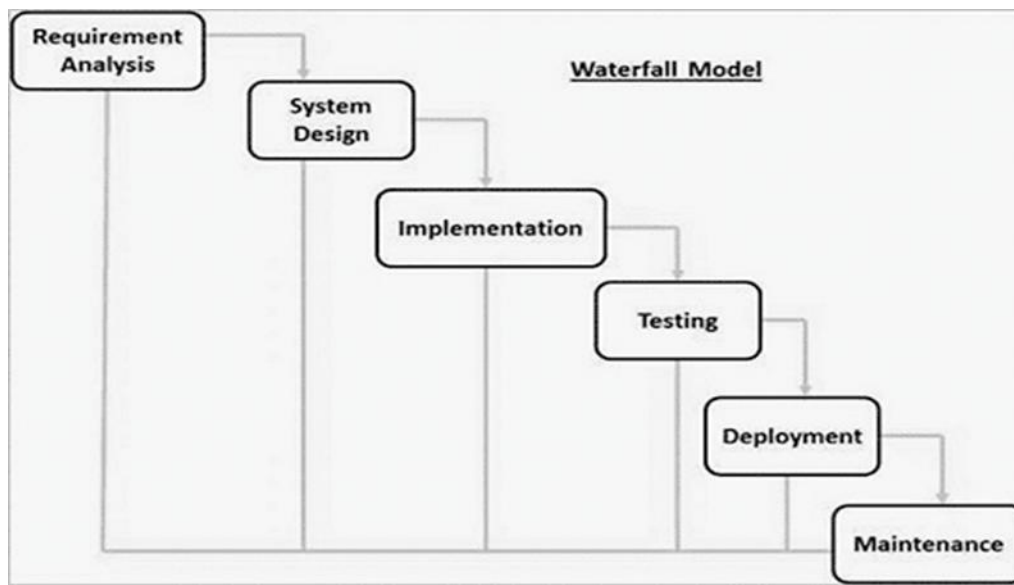 Requirement
Analysis
Waterfall Model
System
Design
Implementation
Testing
Deployment
Maintenance